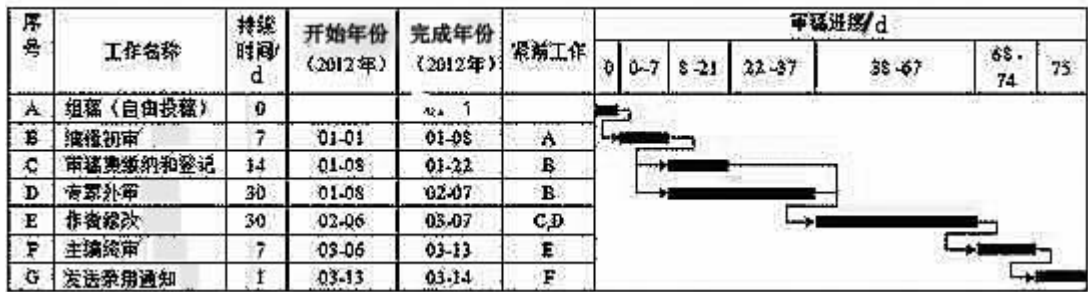 序号 工作名称 持续时间/d 开始年份(2012年) 完成年份(2012年) 紧前工作 审稿进移/d
0 0-7 8-21 22-37 38-67 68-74 75
A 组稿(自由投稿) 0
B 编辑初审 7 01-01 01-08 A
C 审稿费缴纳和登记 14 01-08 01-22 B
D 专家外审 30 01-08 02-07 B
E 作者修改 30 02-06 03-07 C,D
F 主编终审 7 03-06 03-13 E
G 发送录用通知 1 03-13 03-14 F